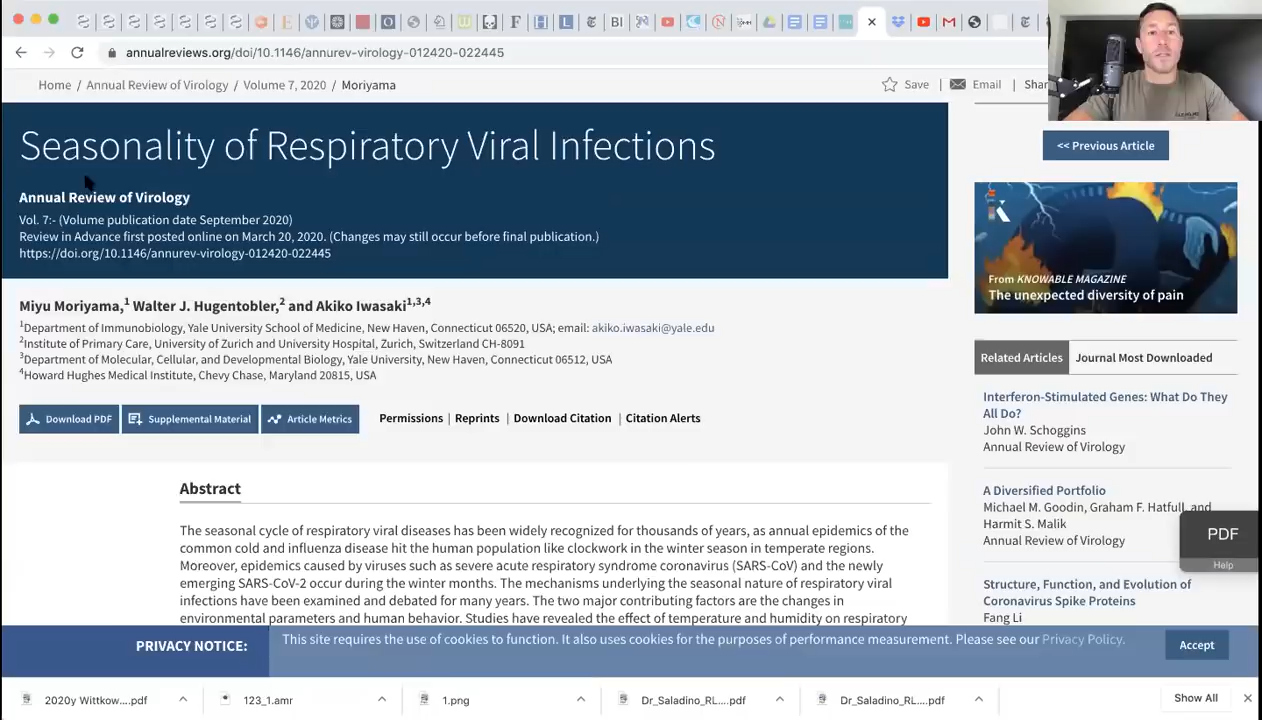 annualreviews.org/doi/10.1146/annurev-virology-012420-022445
Home / Annual Review of Virology / Volume 7, 2020 / Moriyama
Save | Email | Shar
Seasonality of Respiratory Viral Infections
Annual Review of Virology
Vol. 7:- (Volume publication date September 2020)
Review in Advance first posted online on March 20, 2020. (Changes may still occur before final publication.)
https://doi.org/10.1146/annurev-virology-012420-022445
Miyu Moriyama,1 Walter J. Hugentobler,2 and Akiko Iwasaki1,3,4
1Department of Immunobiology, Yale University School of Medicine, New Haven, Connecticut 06520, USA; email: akiko.iwasaki@yale.edu
2Institute of Primary Care, University of Zurich and University Hospital, Zurich, Switzerland CH-8091
3Department of Molecular, Cellular, and Developmental Biology, Yale University, New Haven, Connecticut 06512, USA
4Howard Hughes Medical Institute, Chevy Chase, Maryland 20815, USA
Download PDF Supplemental Material Article Metrics Permissions | Reprints | Download Citation | Citation Alerts
Abstract
The seasonal cycle of respiratory viral diseases has been widely recognized for thousands of years, as annual epidemics of the
common cold and influenza disease hit the human population like clockwork in the winter season in temperate regions.
Moreover, epidemics caused by viruses such as severe acute respiratory syndrome coronavirus (SARS-CoV) and the newly
emerging SARS-CoV-2 occur during the winter months. The mechanisms underlying the seasonal nature of respiratory viral
infections have been examined and debated for many years. The two major contributing factors are the changes in
environmental parameters and human behavior. Studies have revealed the effect of temperature and humidity on respiratory
<< Previous Article
From KNOWABLE MAGAZINE
The unexpected diversity of pain
Related Articles Journal Most Downloaded
Interferon-Stimulated Genes: What Do They
All Do?
John W. Schoggins
Annual Review of Virology
A Diversified Portfolio
Michael M. Goodin, Graham F. Hatfull, and
Harmit S. Malik
Annual Review of Virology
Structure, Function, and Evolution of
Coronavirus Spike Proteins
Fang Li
PDF
Help
PRIVACY NOTICE:
This site requires the use of cookies to function. It also uses cookies for the purposes of performance measurement. Please see our Privacy Policy.
Accept
2020y Wittkow....pdf 123_1.amr 1.png Dr_Saladino_RL....pdf Dr_Saladino_RL....pdf Show All